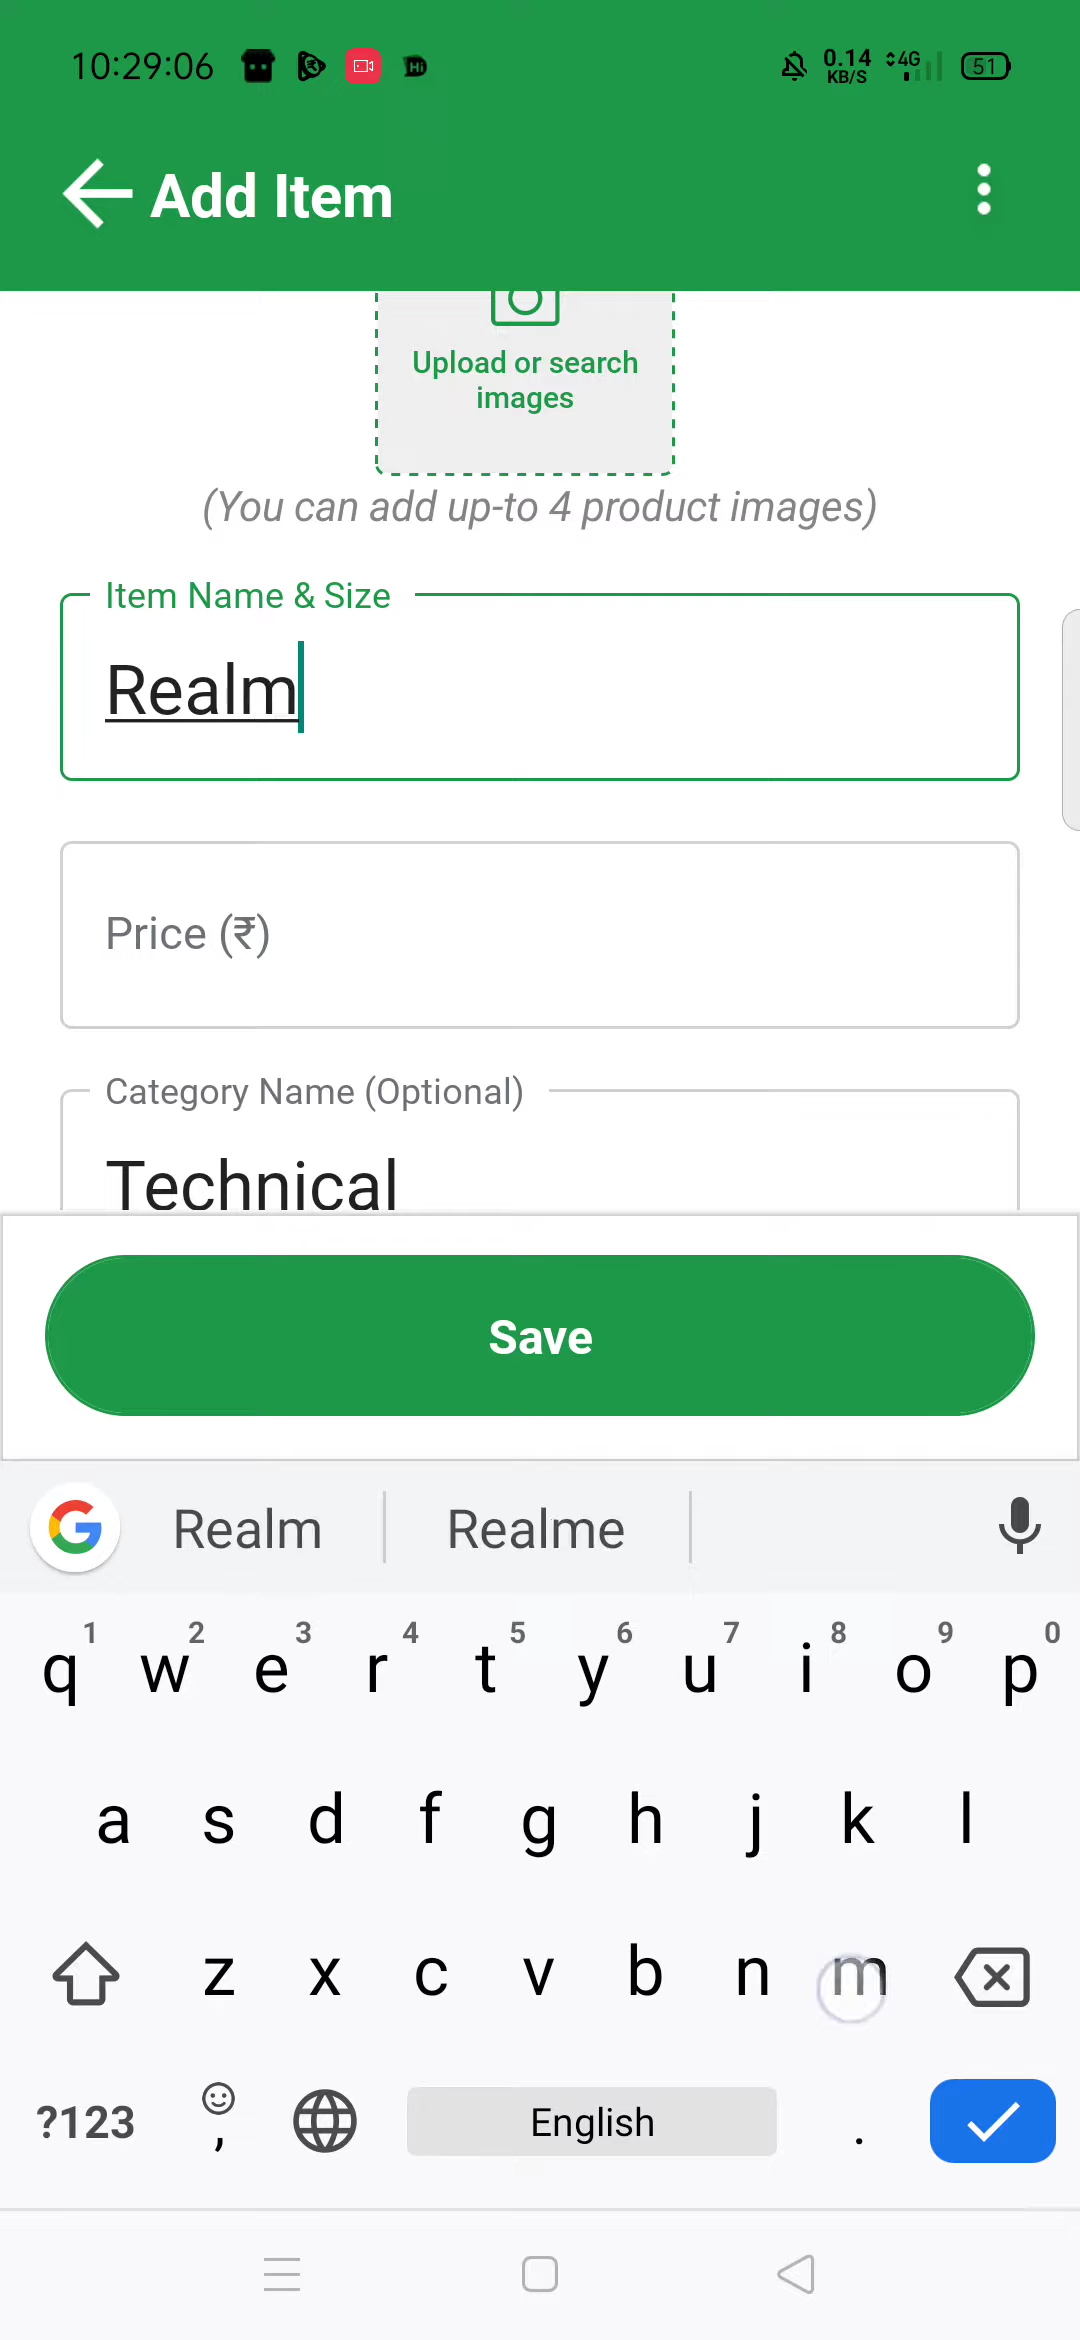 10:29:06 Hi 0.14 KB/S 4G 51
Add Item
Upload or search
images
(You can add up-to 4 product images)
Item Name & Size
Realm
Price (₹)
Category Name (Optional)
Technical
Save
Realm Realme
1 2 3 4 5 6 7 8 9 0
q w e r t y u i o p
a s d f g h j k l
z x c v b n m
?123 , English .